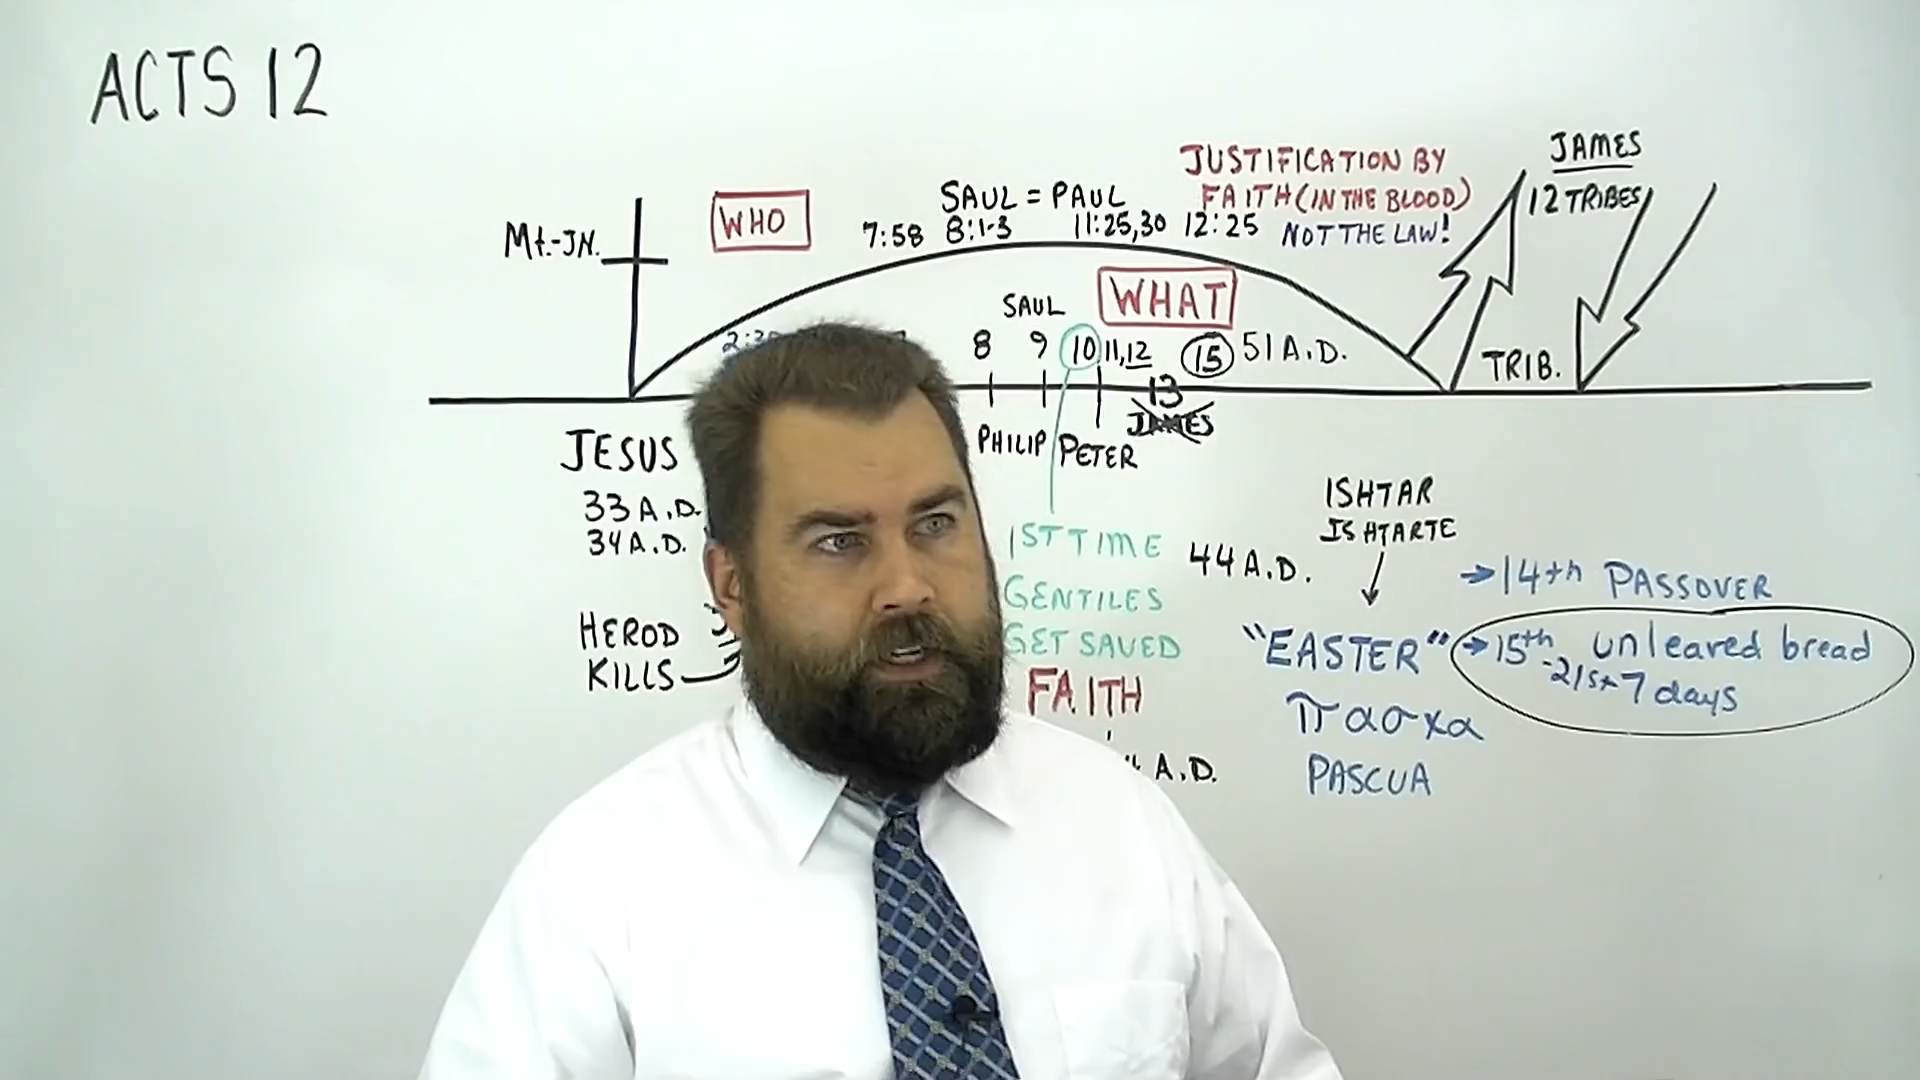 ACTS 12
Mt.-JN.
WHO
SAUL = PAUL
7:58 8:1-3 11:25,30 12:25
JUSTIFICATION BY
FAITH (IN THE BLOOD)
NOT THE LAW!
JAMES
12 TRIBES
WHAT
SAUL
8 9 10 11,12 15 51 A.D.
13
JAMES
TRIB.
PHILIP PETER
JESUS
33 A.D.
34 A.D.
HEROD
KILLS
1ST TIME
GENTILES
GET SAVED
FAITH
A.D.
44 A.D.
ISHTAR
ISHTARTE
"EASTER"
πασχα
PASCUA
14th PASSOVER
15th unleared bread
-21st 7 days